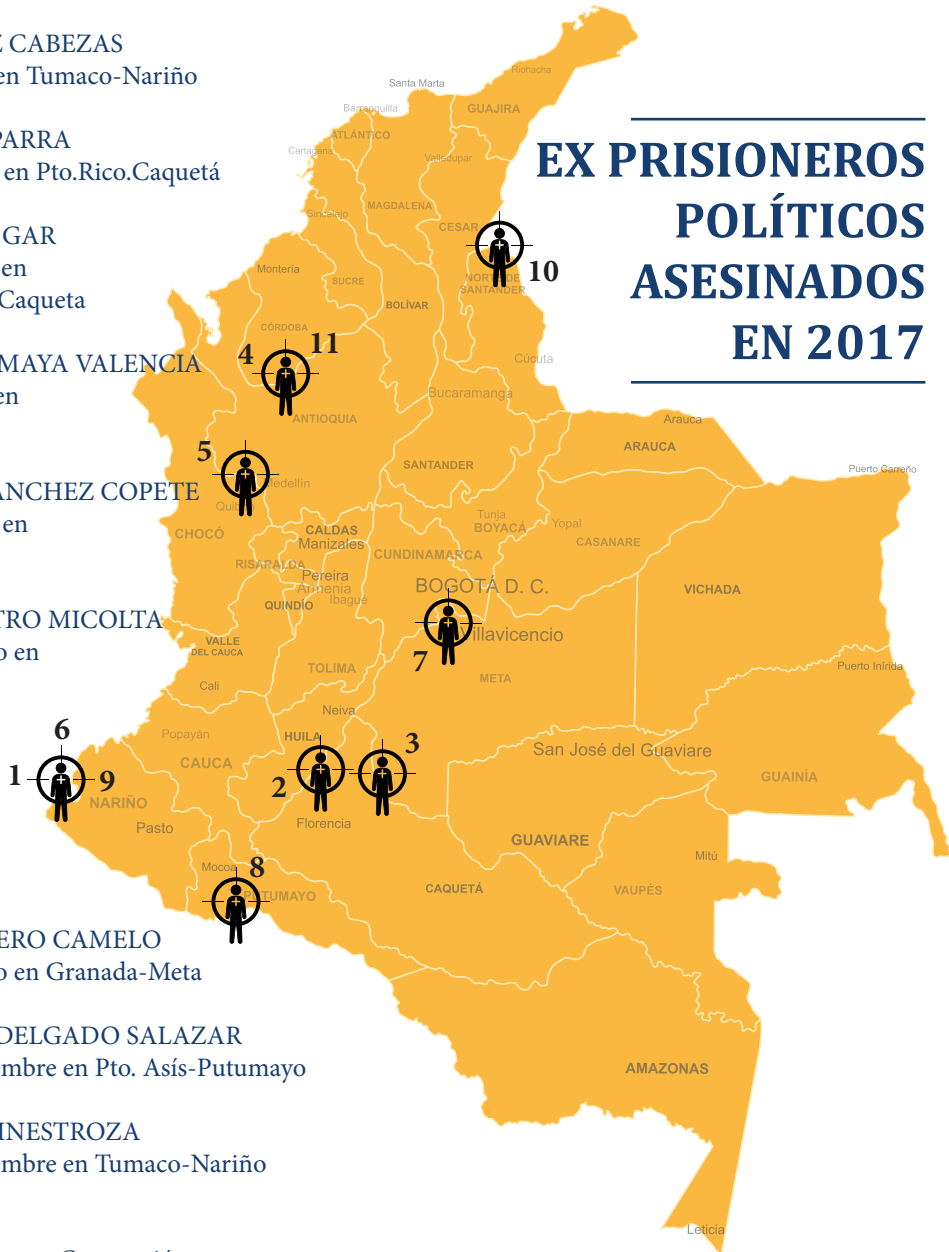 Z CABEZAS
en Tumaco-Nariño
PARRA
en Pto.Rico.Caquetá
GAR
en
Caqueta
MAYA VALENCIA
en
ANCHEZ COPETE
en
TRO MICOLTA
o en
ERO CAMELO
o en Granada-Meta
DELGADO SALAZAR
embre en Pto. Asís-Putumayo
INESTROZA
embre en Tumaco-Nariño
EX PRISIONEROS
POLÍTICOS
ASESINADOS
EN 2017
Riohacha
Santa Marta
Barranquilla
GUAJIRA
ATLÁNTICO
Cartagena
Valledupar
MAGDALENA
Sincelejo
CESAR
10
Montería
SUCRE
NORTE DE
SANTANDER
BOLÍVAR
CÓRDOBA
4
11
Cúcuta
Bucaramanga
ANTIOQUIA
Arauca
ARAUCA
5
SANTANDER
Puerto Carreño
Medellín
Tunja
CHOCÓ
CALDAS
BOYACÁ
Yopal
Manizales
CASANARE
CUNDINAMARCA
RISARALDA
Pereira
Armenia
BOGOTÁ D. C.
VICHADA
Ibagué
QUINDÍO
Villavicencio
VALLE
DEL CAUCA
7
TOLIMA
Puerto Inírida
META
Cali
Neiva
6
Popayán
HUILA
3
San José del Guaviare
CAUCA
1
9
2
GUAINÍA
NARIÑO
Florencia
Pasto
GUAVIARE
Mitú
Mocoa
8
CAQUETÁ
VAUPÉS
PUTUMAYO
AMAZONAS
Leticia